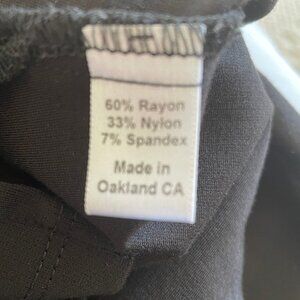 60% Rayon
33% Nylon
7% Spandex
Made in
Oakland CA